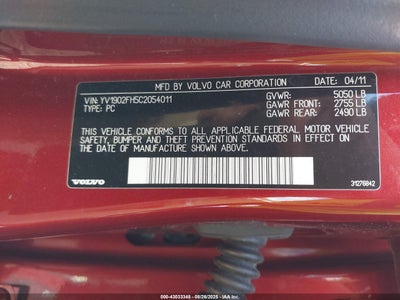 MFD. BY VOLVO CAR CORPORATION DATE: 04/11
VIN: YV1902FH5C2054011 GVWR: 5050 LB
TYPE: PC GAWR FRONT: 2755 LB
GAWR REAR: 2490 LB
THIS VEHICLE CONFORMS TO ALL APPLICABLE FEDERAL MOTOR VEHICLE
SAFETY, BUMPER AND THEFT PREVENTION STANDARDS IN EFFECT ON
THE DATE OF MANUFACTURE SHOWN ABOVE.
VOLVO 31276842
000-43033348 - 08/26/2025 - IAAI